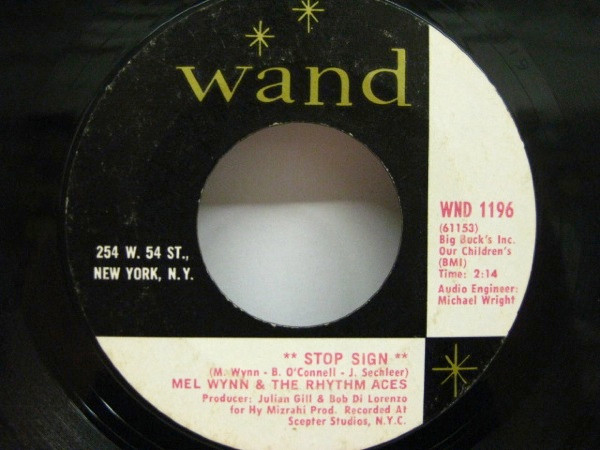 wand
254 W. 54 ST.,
NEW YORK, N.Y.
WND 1196
(61153)
Big Buck's Inc.
Our Children's
(BMI)
Time: 2:14
Audio Engineer:
Michael Wright
** STOP SIGN **
(M. Wynn - B. O'Connell - J. Sechleer)
MEL WYNN & THE RHYTHM ACES
Producer: Julian Gill & Bob Di Lorenzo
for Hy Mizrahi Prod. Recorded At
Scepter Studios, N.Y.C.